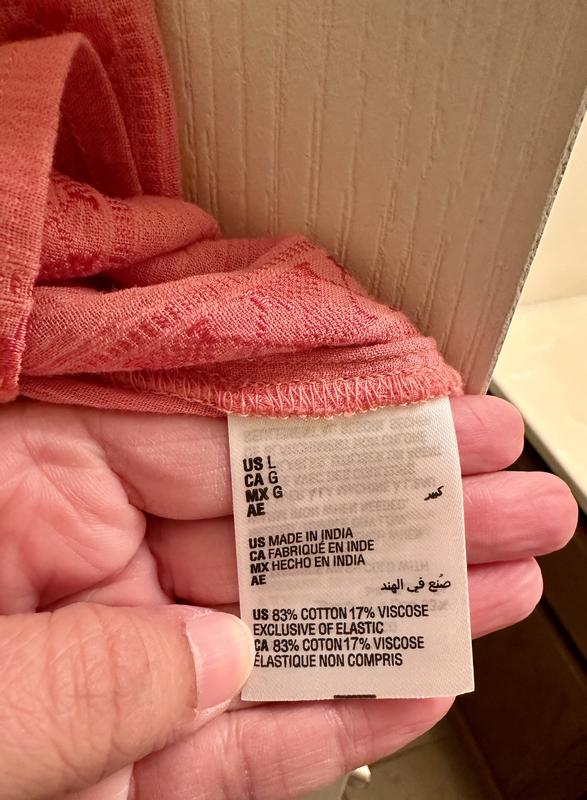 US L
CA G
MX G
AE كبير
US MADE IN INDIA
CA FABRIQUÉ EN INDE
MX HECHO EN INDIA
AE صُنع في الهند
US 83% COTTON 17% VISCOSE
EXCLUSIVE OF ELASTIC
CA 83% COTON 17% VISCOSE
ÉLASTIQUE NON COMPRIS